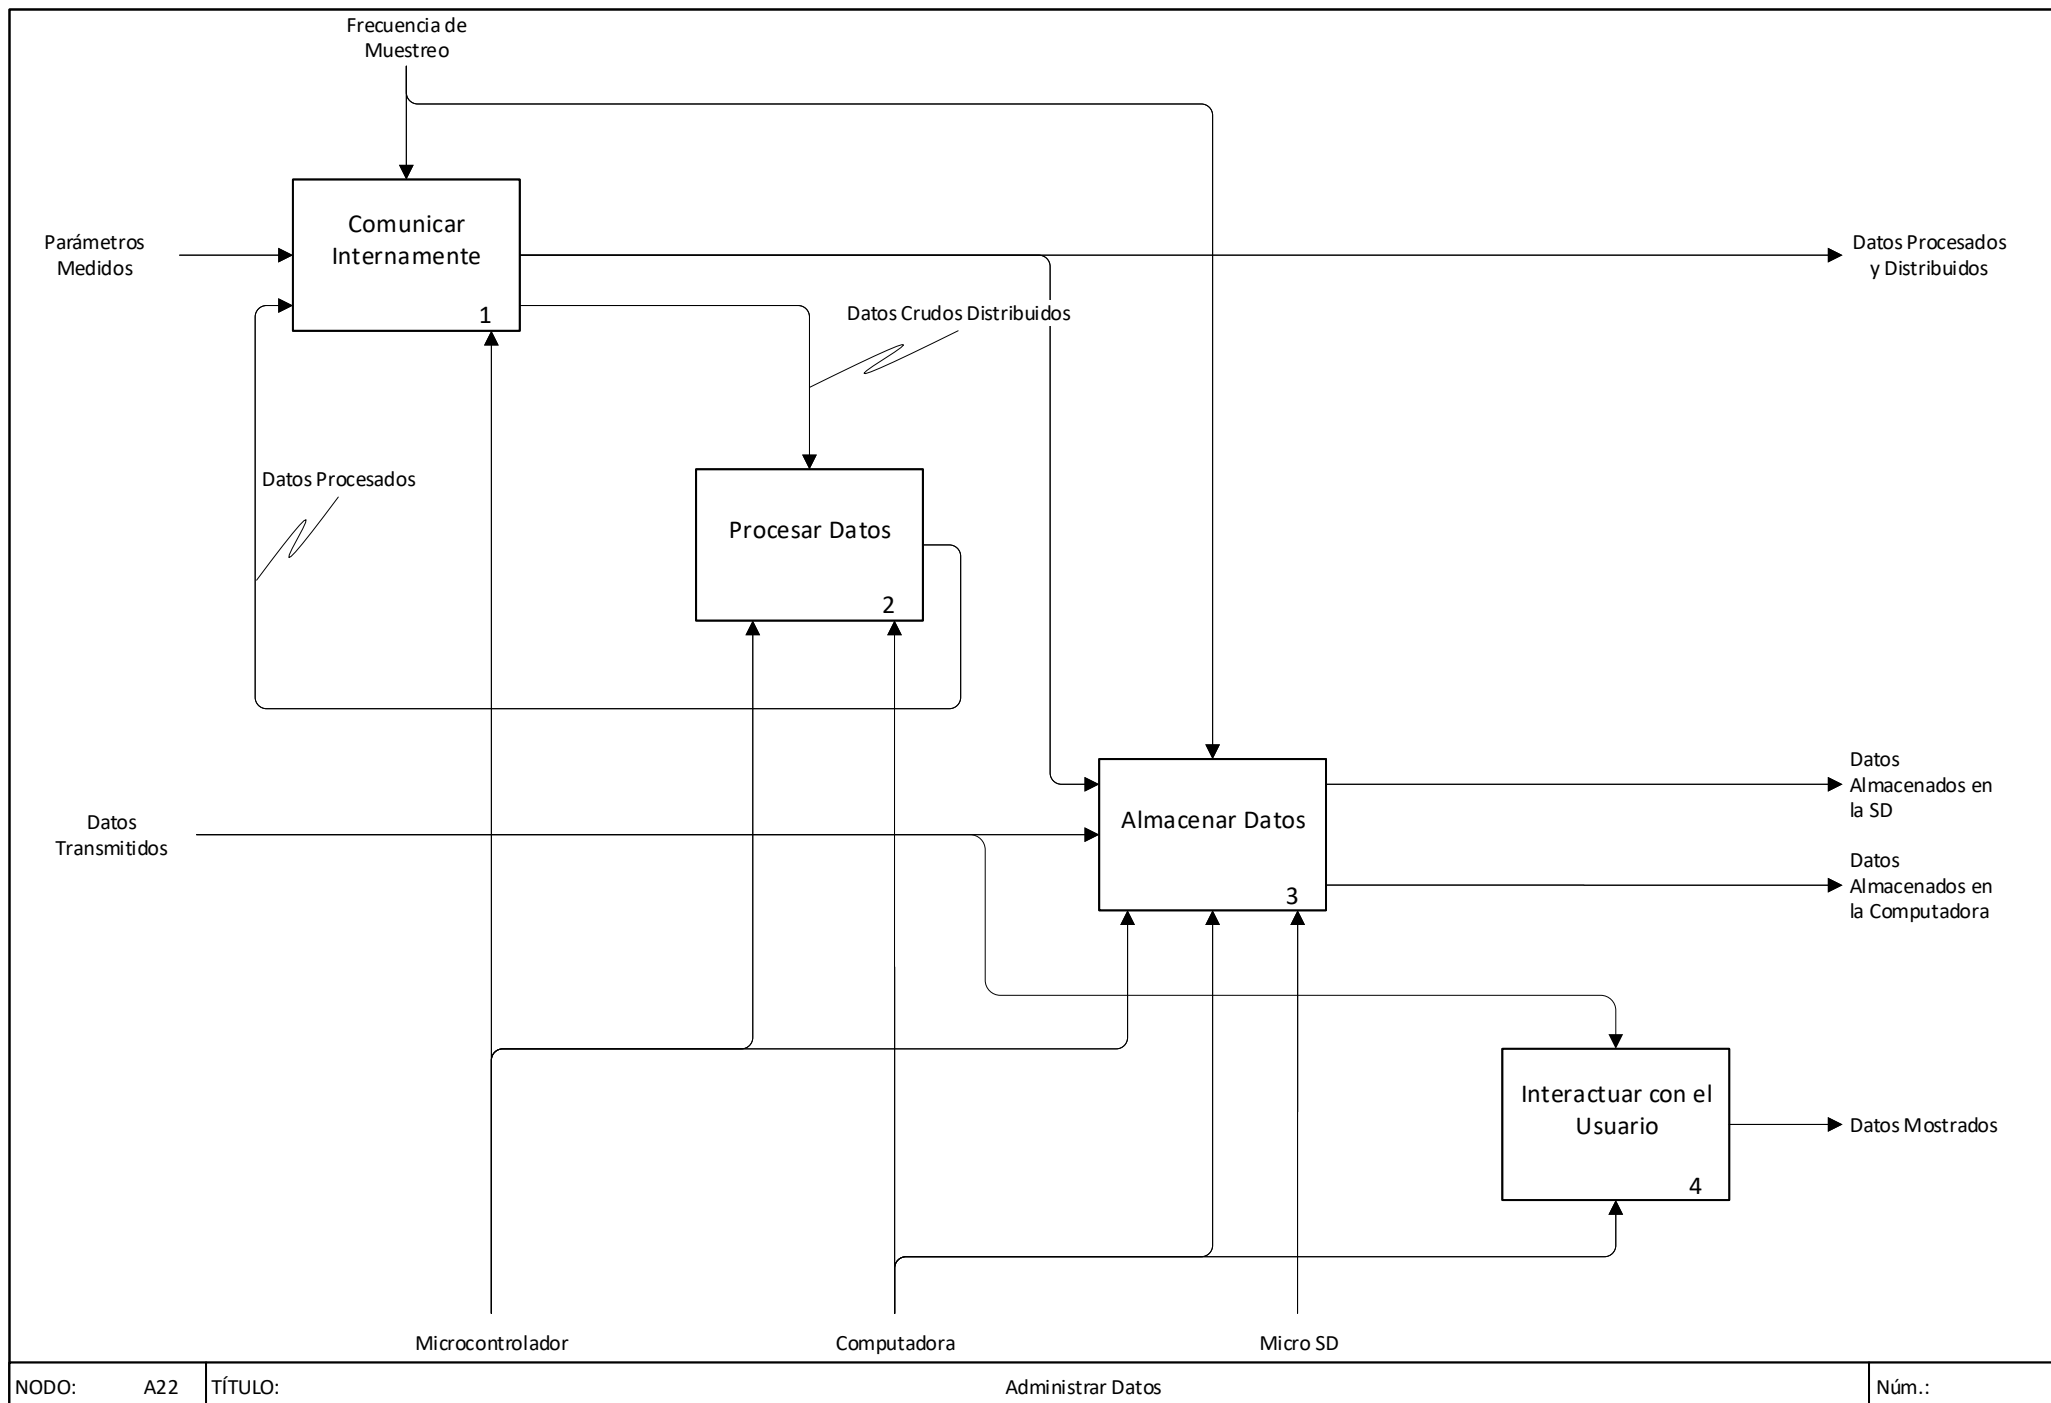 Frecuencia de
Muestreo
Comunicar
Internamente
1
Parámetros
Medidos
Datos Procesados
y Distribuidos
Datos Crudos Distribuidos
Datos Procesados
Procesar Datos
2
Datos
Almacenados en
la SD
Datos
Transmitidos
Almacenar Datos
3
Datos
Almacenados en
la Computadora
Interactuar con el
Usuario
4
Datos Mostrados
Microcontrolador
Computadora
Micro SD
NODO: A22 TÍTULO: Administrar Datos Núm.: